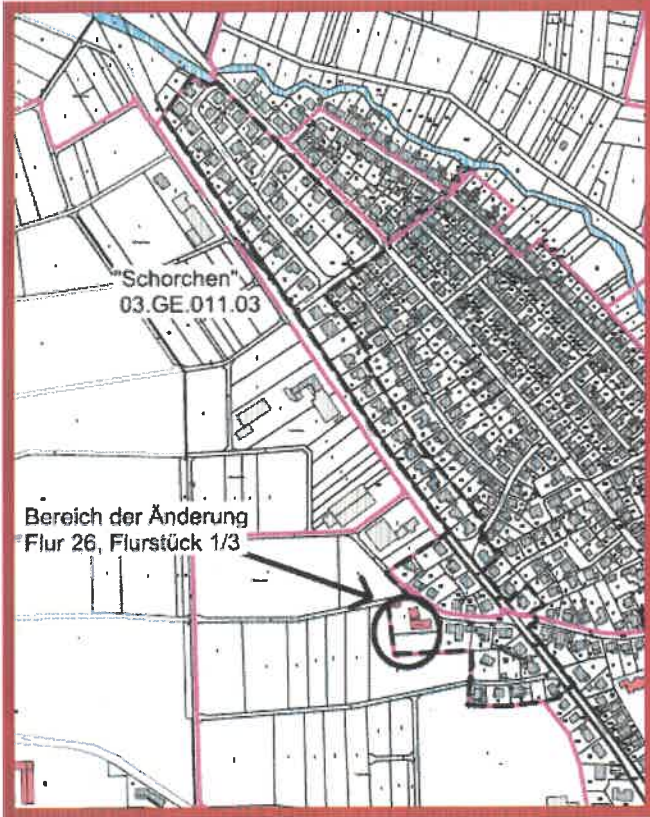 "Schorchen"
03.GE.011.03
Bereich der Änderung
Flur 26, Flurstück 1/3